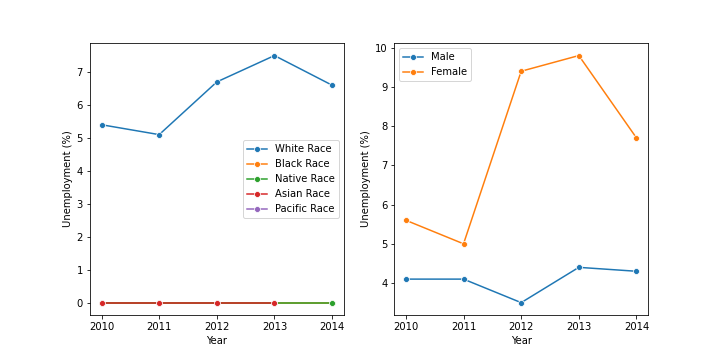 7
6
5
4
3
2
1
0
Unemployment (%)
2010 2011 2012 2013 2014
Year
White Race
Black Race
Native Race
Asian Race
Pacific Race
10
9
8
7
6
5
4
Unemployment (%)
2010 2011 2012 2013 2014
Year
Male
Female